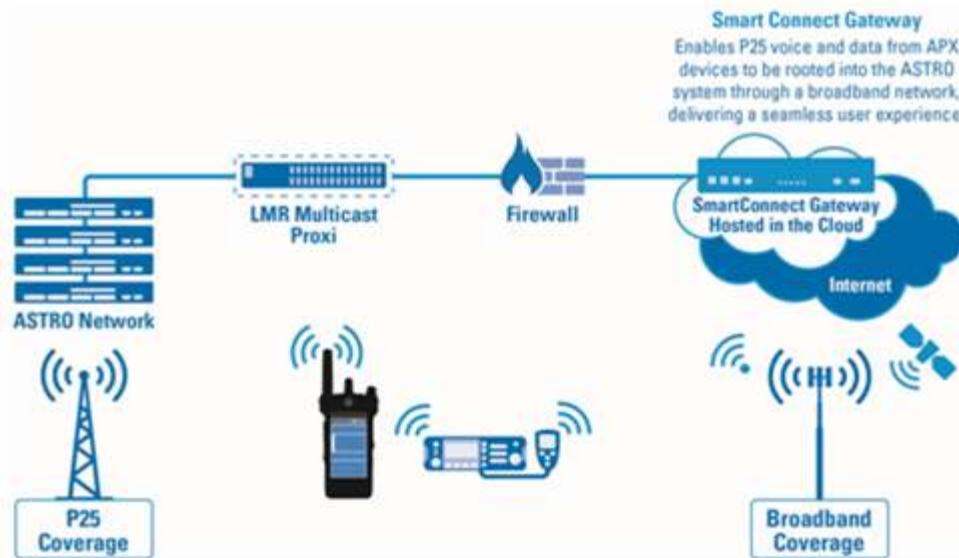 Smart Connect Gateway
Enables P25 voice and data from APX
devices to be rooted into the ASTRO
system through a broadband network,
delivering a seamless user experience
LMR Multicast
Proxi
Firewall
SmartConnect Gateway
Hosted in the Cloud
Internet
ASTRO Network
P25
Coverage
Broadband
Coverage